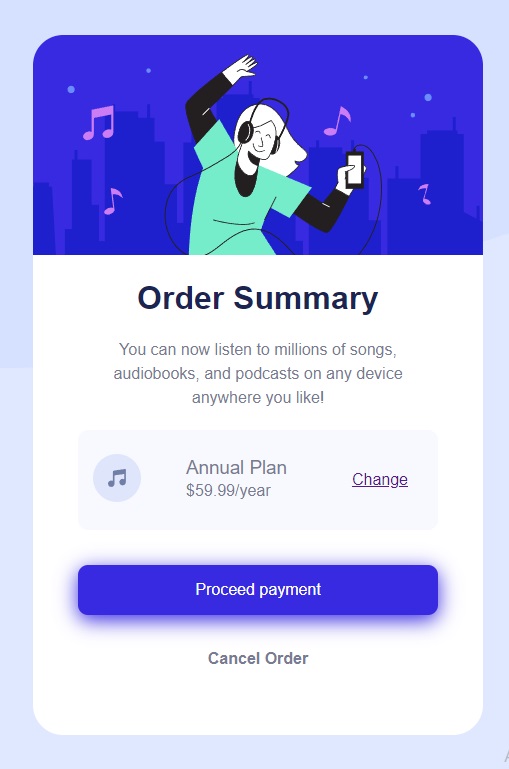 Order Summary
You can now listen to millions of songs,
audiobooks, and podcasts on any device
anywhere you like!
Annual Plan
$59.99/year
Change
Proceed payment
Cancel Order